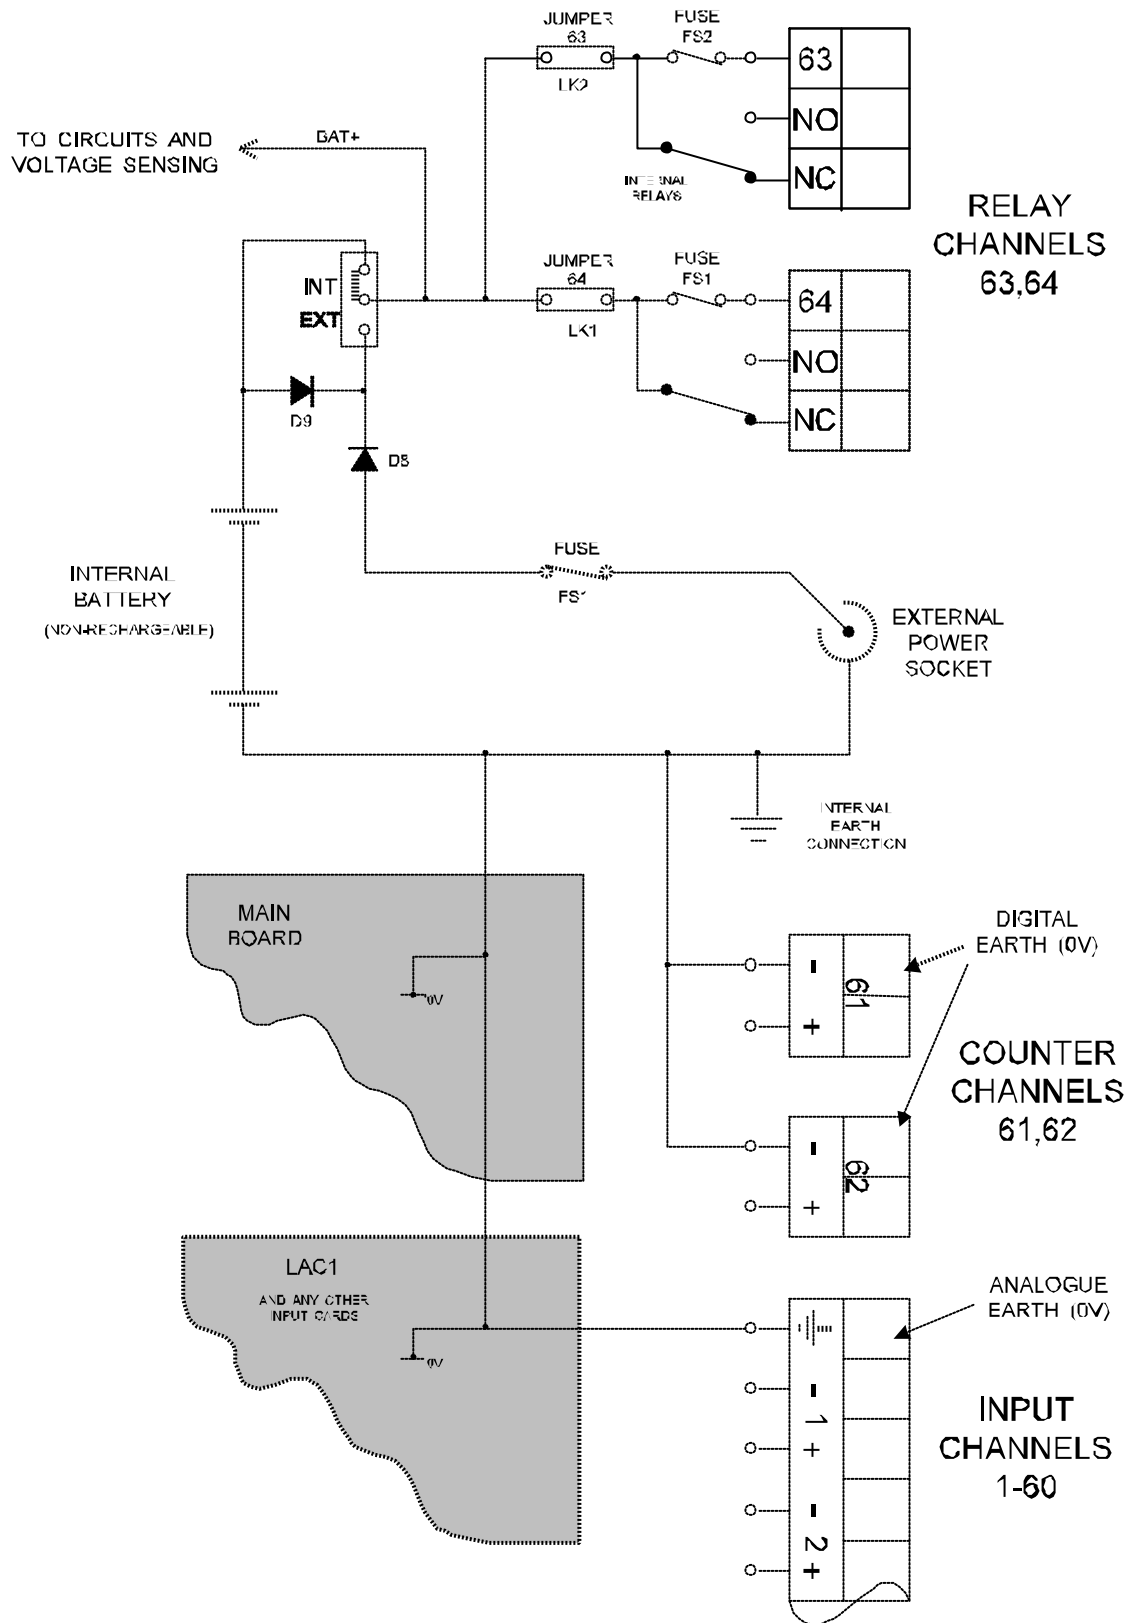 JUMPER
63
LK2
FUSE
FS2
63
NO
NC
TO CIRCUITS AND
VOLTAGE SENSING
BAT+
INTERNAL
RELAYS
RELAY
CHANNELS
63,64
INT
EXT
JUMPER
64
LK1
FUSE
FS1
64
NO
NC
D9
D8
INTERNAL
BATTERY
(NON-RECHARGEABLE)
FUSE
FS1
EXTERNAL
POWER
SOCKET
INTERNAL
EARTH
CONNECTION
MAIN
BOARD
0V
DIGITAL
EARTH (0V)
-
61
+
COUNTER
CHANNELS
61,62
-
62
+
LAC1
AND ANY OTHER
INPUT CARDS
0V
ANALOGUE
EARTH (0V)
-
1
+
-
2
+
INPUT
CHANNELS
1-60